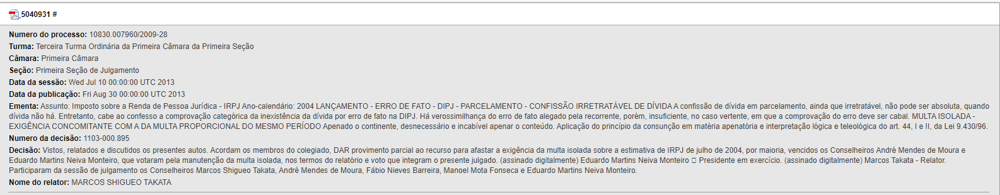 5040931 #
Numero do processo: 10830.007960/2009-28
Turma: Terceira Turma Ordinária da Primeira Câmara da Primeira Seção
Câmara: Primeira Câmara
Seção: Primeira Seção de Julgamento
Data da sessão: Wed Jul 10 00:00:00 UTC 2013
Data da publicação: Fri Aug 30 00:00:00 UTC 2013
Ementa: Assunto: Imposto sobre a Renda de Pessoa Jurídica - IRPJ Ano-calendário: 2004 LANÇAMENTO - ERRO DE FATO - DIPJ - PARCELAMENTO - CONFISSÃO IRRETRATÁVEL DE DÍVIDA A confissão de dívida em parcelamento, ainda que irretratável, não pode ser absoluta, quando
dívida não há. Entretanto, cabe ao confesso a comprovação categórica da inexistência da dívida por erro de fato na DIPJ. Há verossimilhança do erro de fato alegado pela recorrente, porém, insuficiente, no caso vertente, em que a comprovação do erro deve ser cabal. MULTA ISOLADA -
EXIGÊNCIA CONCOMITANTE COM A DA MULTA PROPORCIONAL DO MESMO PERÍODO Apenado o continente, desnecessário e incabível apenar o conteúdo. Aplicação do princípio da consunção em matéria apenatória e interpretação lógica e teleológica do art. 44, I e II, da Lei 9.430/96.
Numero da decisão: 1103-000.895
Decisão: Vistos, relatados e discutidos os presentes autos. Acordam os membros do colegiado, DAR provimento parcial ao recurso para afastar a exigência da multa isolada sobre a estimativa de IRPJ de julho de 2004, por maioria, vencidos os Conselheiros André Mendes de Moura e
Eduardo Martins Neiva Monteiro, que votaram pela manutenção da multa isolada, nos termos do relatório e voto que integram o presente julgado. (assinado digitalmente) Eduardo Martins Neiva Monteiro  Presidente em exercício. (assinado digitalmente) Marcos Takata - Relator.
Participaram da sessão de julgamento os Conselheiros Marcos Shigueo Takata, André Mendes de Moura, Fábio Nieves Barreira, Manoel Mota Fonseca e Eduardo Martins Neiva Monteiro.
Nome do relator: MARCOS SHIGUEO TAKATA